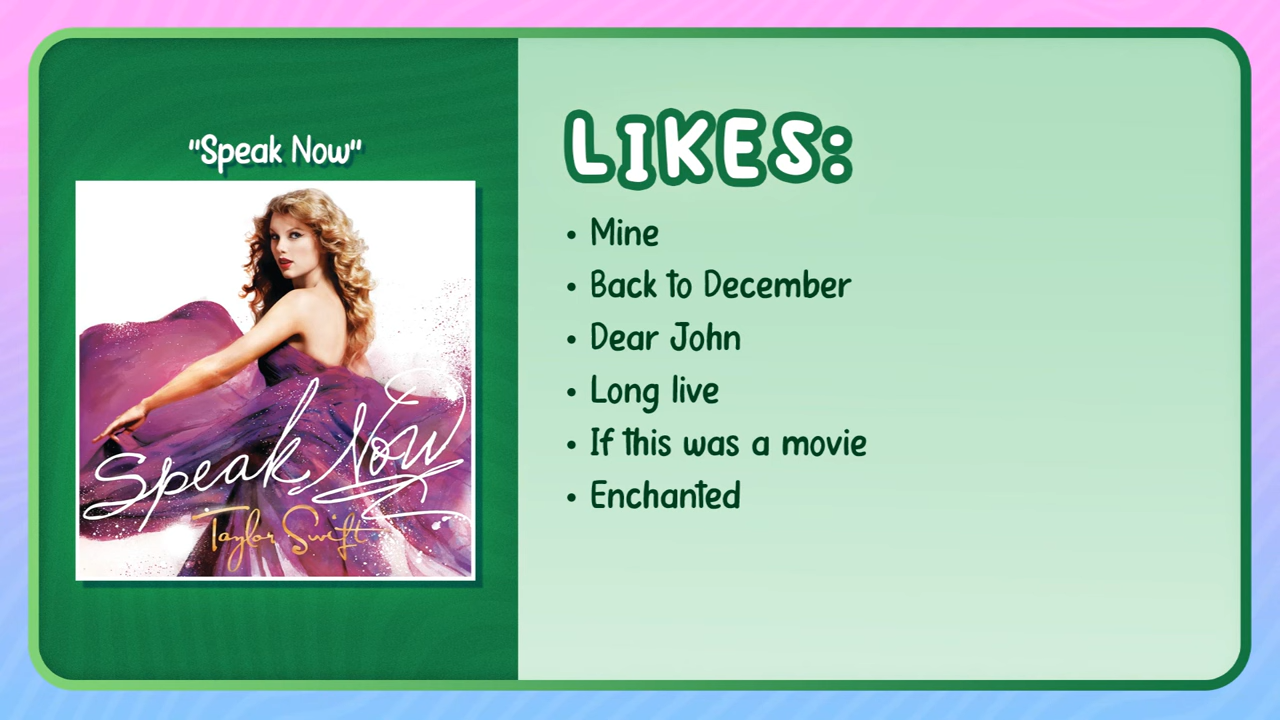 "Speak Now"
Speak Now
Taylor Swift
LIKES:
• Mine
• Back to December
• Dear John
• Long live
• If this was a movie
• Enchanted